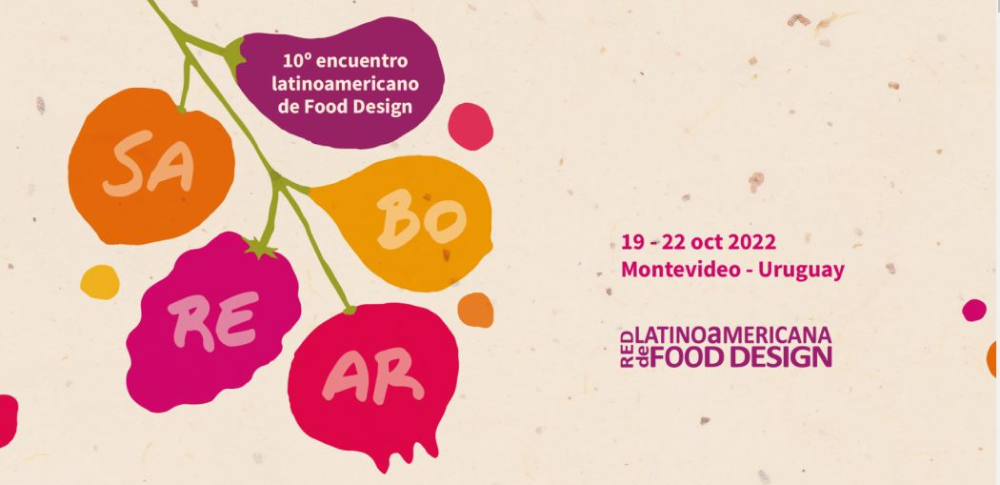 10° encuentro
latinoamericano
de Food Design
SA
BO
RE
AR
19 - 22 oct 2022
Montevideo - Uruguay
RED de LATINOaMERICANA
FOOD DESIGN